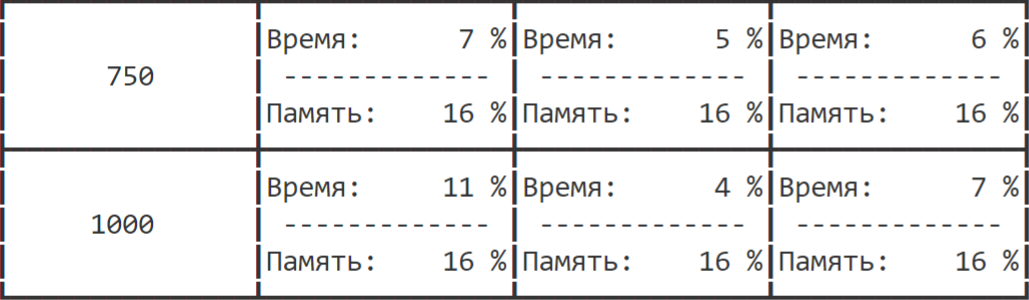 Время: 7 % Время: 5 % Время: 6 %
750 ------------- ------------- -------------
Память: 16 % Память: 16 % Память: 16 %
Время: 11 % Время: 4 % Время: 7 %
1000 ------------- ------------- -------------
Память: 16 % Память: 16 % Память: 16 %